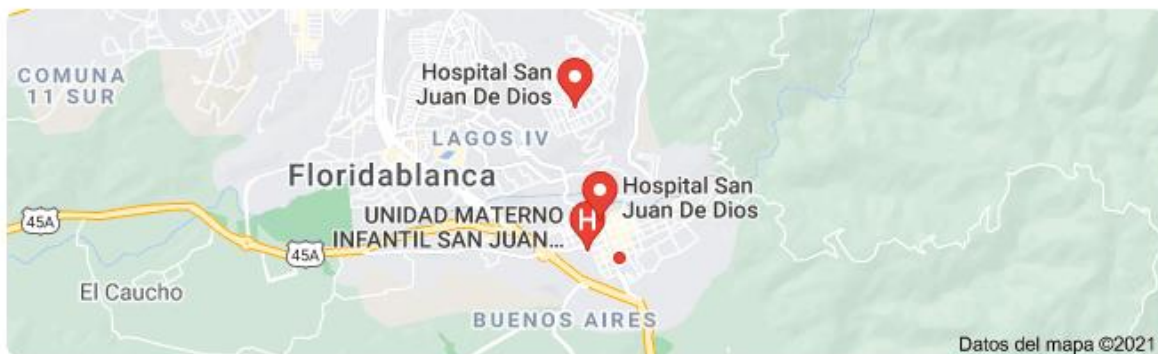 COMUNA
11 SUR
Hospital San
Juan De Dios
LAGOS IV
Floridablanca
Hospital San
Juan De Dios
UNIDAD MATERNO
INFANTIL SAN JUAN...
H
45A
45A
El Caucho
BUENOS AIRES
45A
Datos del mapa ©2021